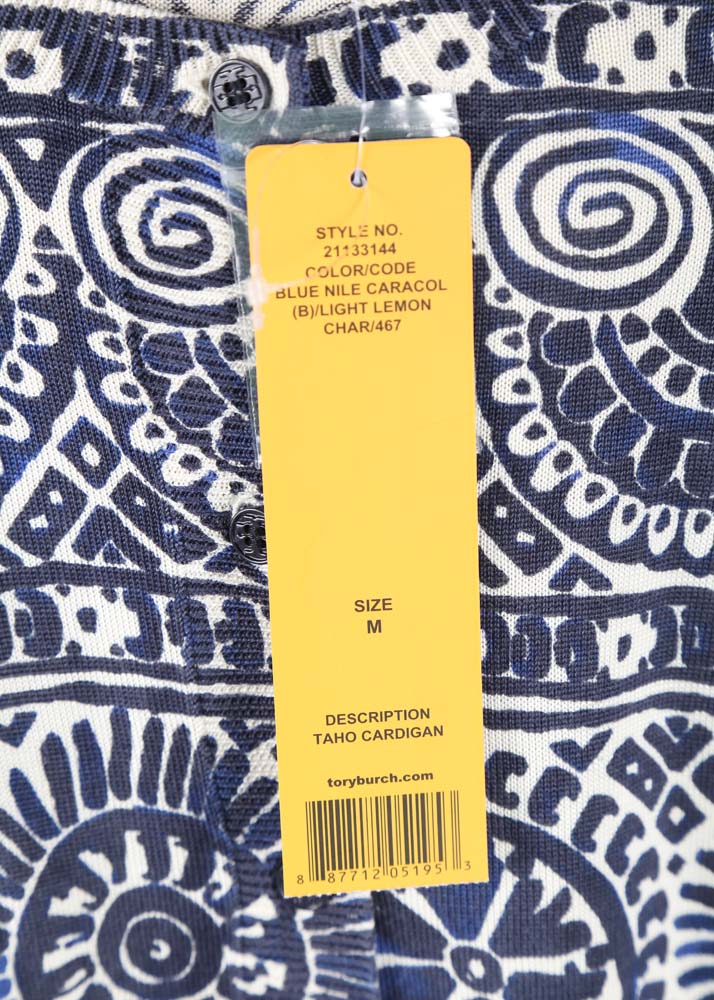 STYLE NO.
21133144
COLOR/CODE
BLUE NILE CARACOL
(B)/LIGHT LEMON
CHAR/467
SIZE
M
DESCRIPTION
TAHO CARDIGAN
toryburch.com
8 87712 05195 3